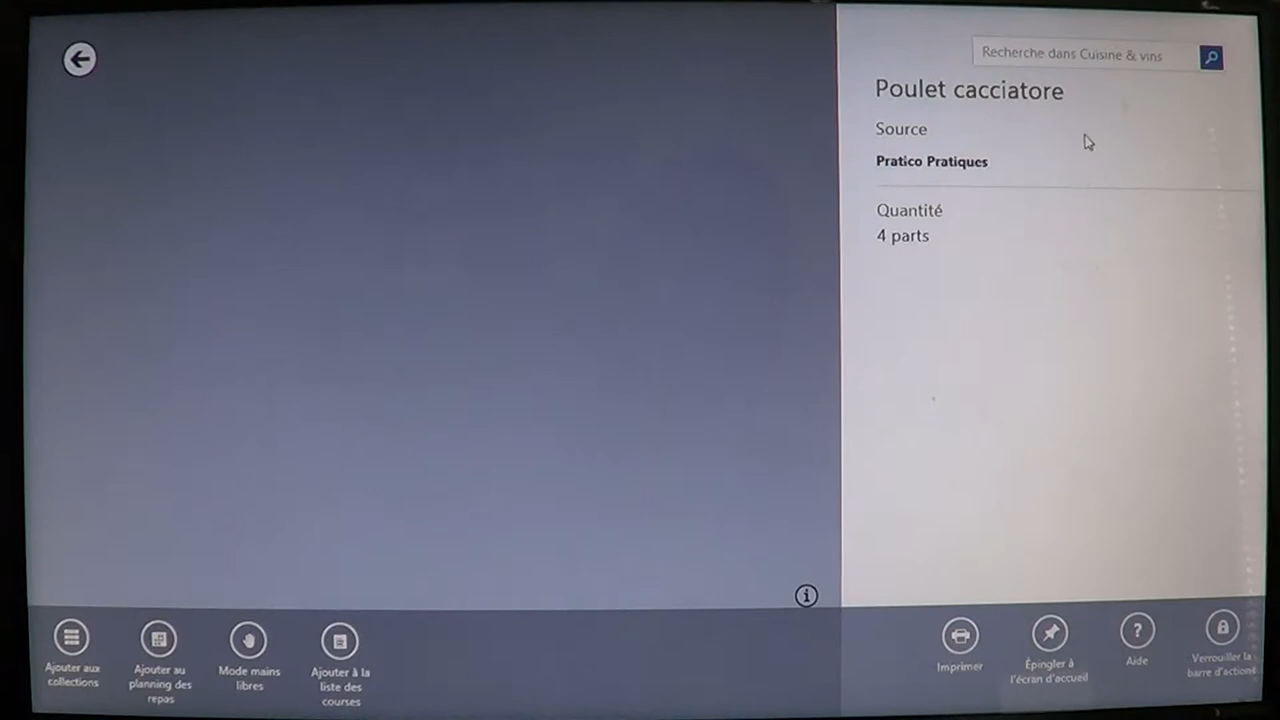 Recherche dans Cuisine & vins
Poulet cacciatore
Source
Pratico Pratiques
Quantité
4 parts
Ajouter aux
collections
Ajouter au
planning des
repas
Mode mains
libres
Ajouter à la
liste des
courses
Imprimer
Épingler à
l'écran d'accueil
Aide
Verrouiller la
barre d'actions